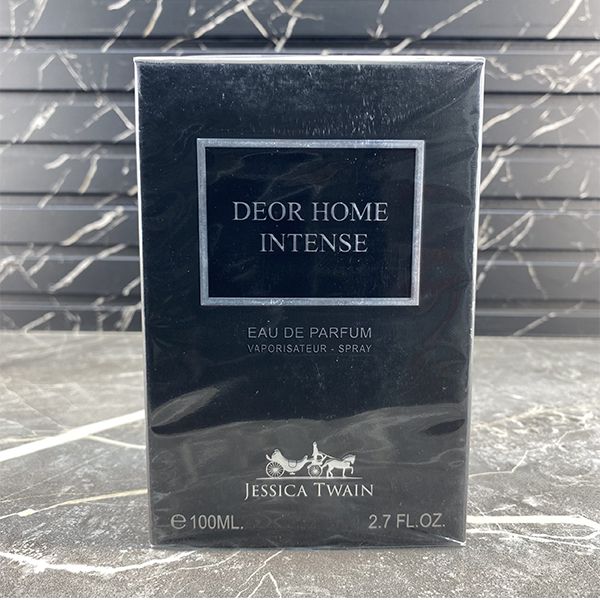 DEOR HOME
INTENSE
EAU DE PARFUM
VAPORISATEUR - SPRAY
JESSICA TWAIN
℮ 100ML. 2.7 FL.OZ.